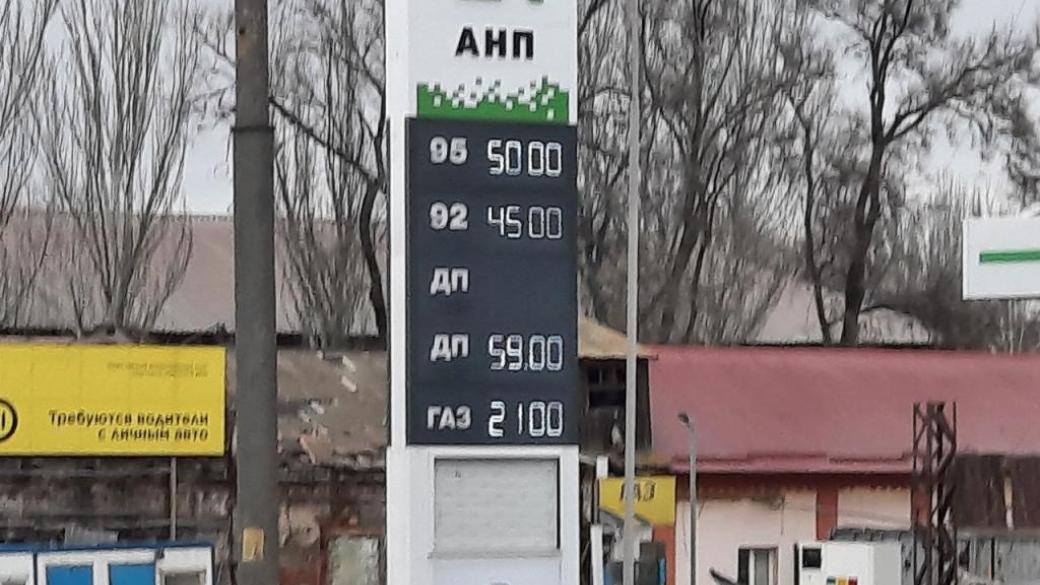 АНП
95 50 00
92 45 00
ДП
ДП 59.00
ГАЗ 21 00
Требуются водители
с личным авто